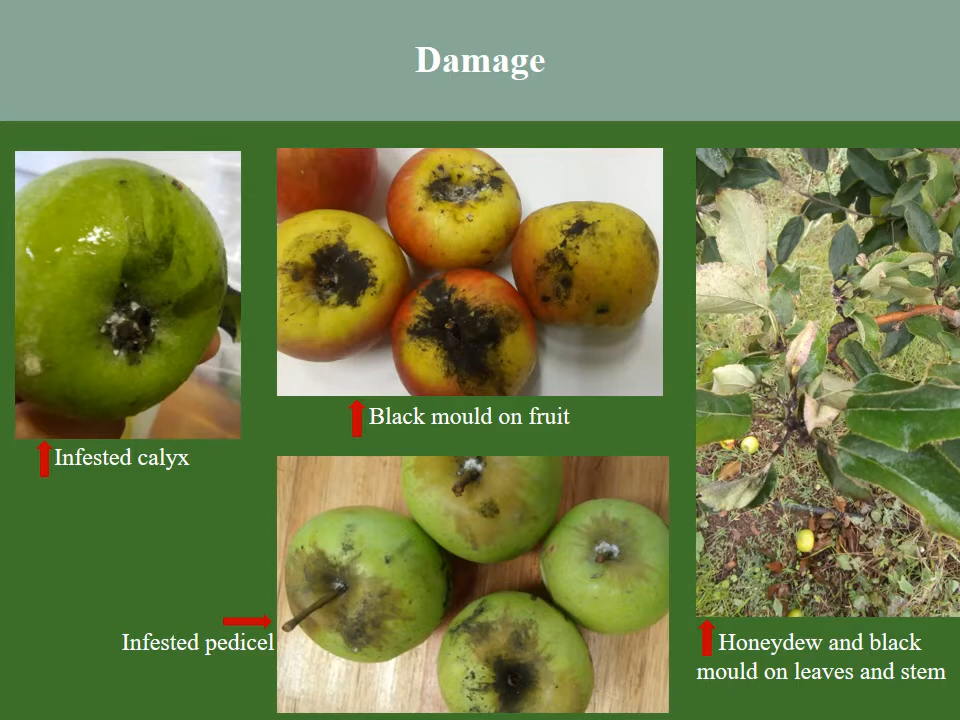 Damage
Infested calyx
Black mould on fruit
Infested pedicel
Honeydew and black
mould on leaves and stem